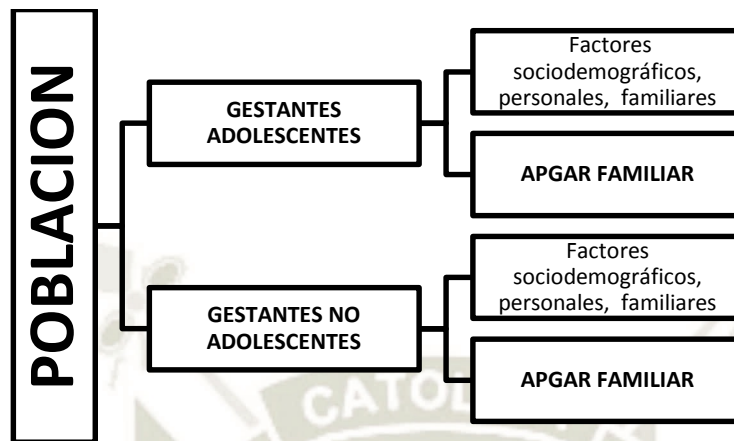 POBLACION
GESTANTES
ADOLESCENTES
Factores
sociodemográficos,
personales, familiares
APGAR FAMILIAR
GESTANTES NO
ADOLESCENTES
Factores
sociodemográficos,
personales, familiares
APGAR FAMILIAR